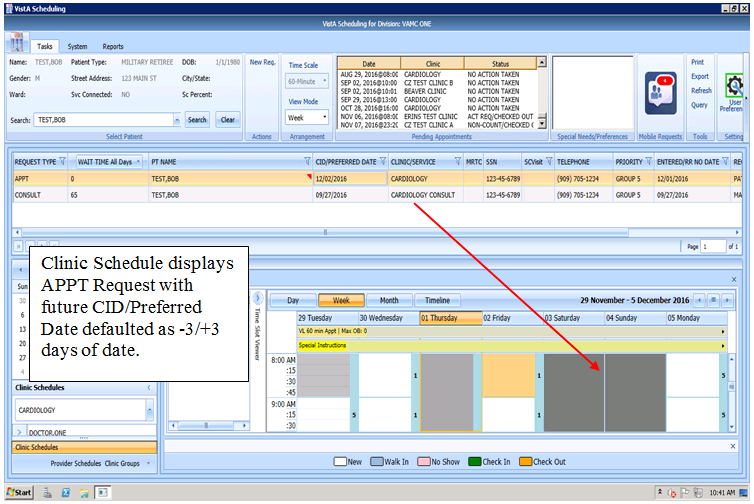 VistA Scheduling
VistA Scheduling for Division: VAMC ONE
Tasks System Reports
Name: TEST,BOB Patient Type: MILITARY RETIREE DOB: 1/1/1980
Gender: M Street Address: 123 MAIN ST City/State:
Ward: Svc Connected: NO Sc Percent:
Search: TEST,BOB Search Clear
Select Patient
New Req.
Actions
Time Scale
60-Minute
View Mode
Week
Arrangement
Date Clinic Status
AUG 29, 2016@08:00 CARDIOLOGY NO ACTION TAKEN
SEP 02, 2016@10:00 CZ TEST CLINIC B NO ACTION TAKEN
SEP 02, 2016@10:01 BEAVER CLINIC NO ACTION TAKEN
SEP 29, 2016@13:00 CARDIOLOGY NO ACTION TAKEN
OCT 28, 2016@16:00 CARDIOLOGY NO ACTION TAKEN
NOV 06, 2016@08:00 ERINS TEST CLINIC ACT REQ/CHECKED OUT
NOV 07, 2016@23:20 CZ TEST CLINIC A NON-COUNT/CHECKED
Pending Appointments
Special Needs/Preferences
Mobile Requests
Print
Export
Refresh
Query
Tools
User
Preferenc
Setting
REQUEST TYPE WAIT TIME All Days PT NAME CID/PREFERRED DATE CLINIC/SERVICE MRTC SSN SCVisit TELEPHONE PRIORITY ENTERED/RR NO DATE RE
APPT 0 TEST,BOB 12/02/2016 CARDIOLOGY 123-45-6789 (909) 705-1234 GROUP 5 12/01/2016 PA
CONSULT 65 TEST,BOB 09/27/2016 CARDIOLOGY CONSULT 123-45-6789 (909) 705-1234 GROUP 5 09/27/2016 MA
Page 1 of 1
Clinic Schedule displays
APPT Request with
future CID/Preferred
Date defaulted as -3/+3
days of date.
Sun
30
6
13
20
27
4
Clinic Schedules
CARDIOLOGY
DOCTOR.ONE
Clinic Schedules
Provider Schedules Clinic Groups
Time Slot Viewer
Day Week Month Timeline 29 November - 5 December 2016
29 Tuesday 30 Wednesday 01 Thursday 02 Friday 03 Saturday 04 Sunday 05 Monday
VL 60 min Appt | Max OB: 0
Special Instructions
8:00 AM
:15 1 1 5
:30
:45
9:00 AM
:15 5 1 1 5
:30
New Walk In No Show Check In Check Out
Start 10:41 AM